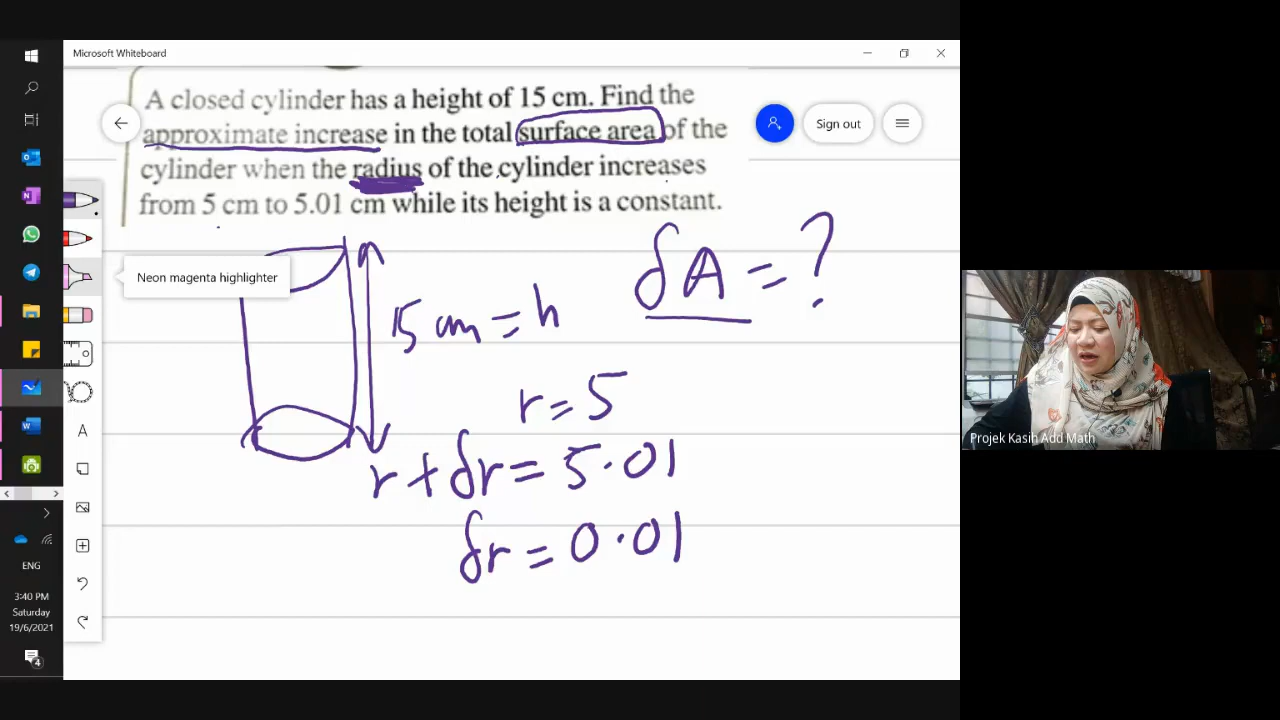 Microsoft Whiteboard
A closed cylinder has a height of 15 cm. Find the
approximate increase in the total surface area of the
cylinder when the radius of the cylinder increases
from 5 cm to 5.01 cm while its height is a constant.
Sign out
Neon magenta highlighter
δA = ?
15 cm = h
r = 5
r + δr = 5.01
δr = 0.01
Projek Kasih Add Math
A
ENG
3:40 PM
Saturday
19/6/2021
4